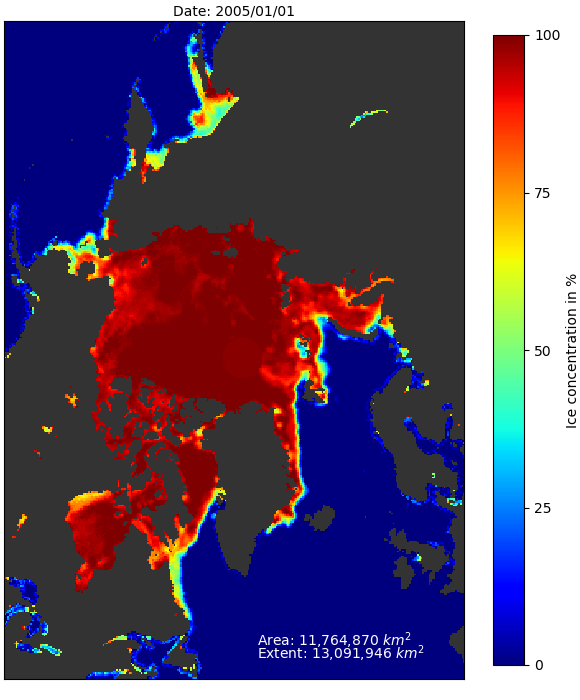 Date: 2005/01/01
100
75
50
25
0
Ice concentration in %
Area: 11,764,870 km²
Extent: 13,091,946 km²